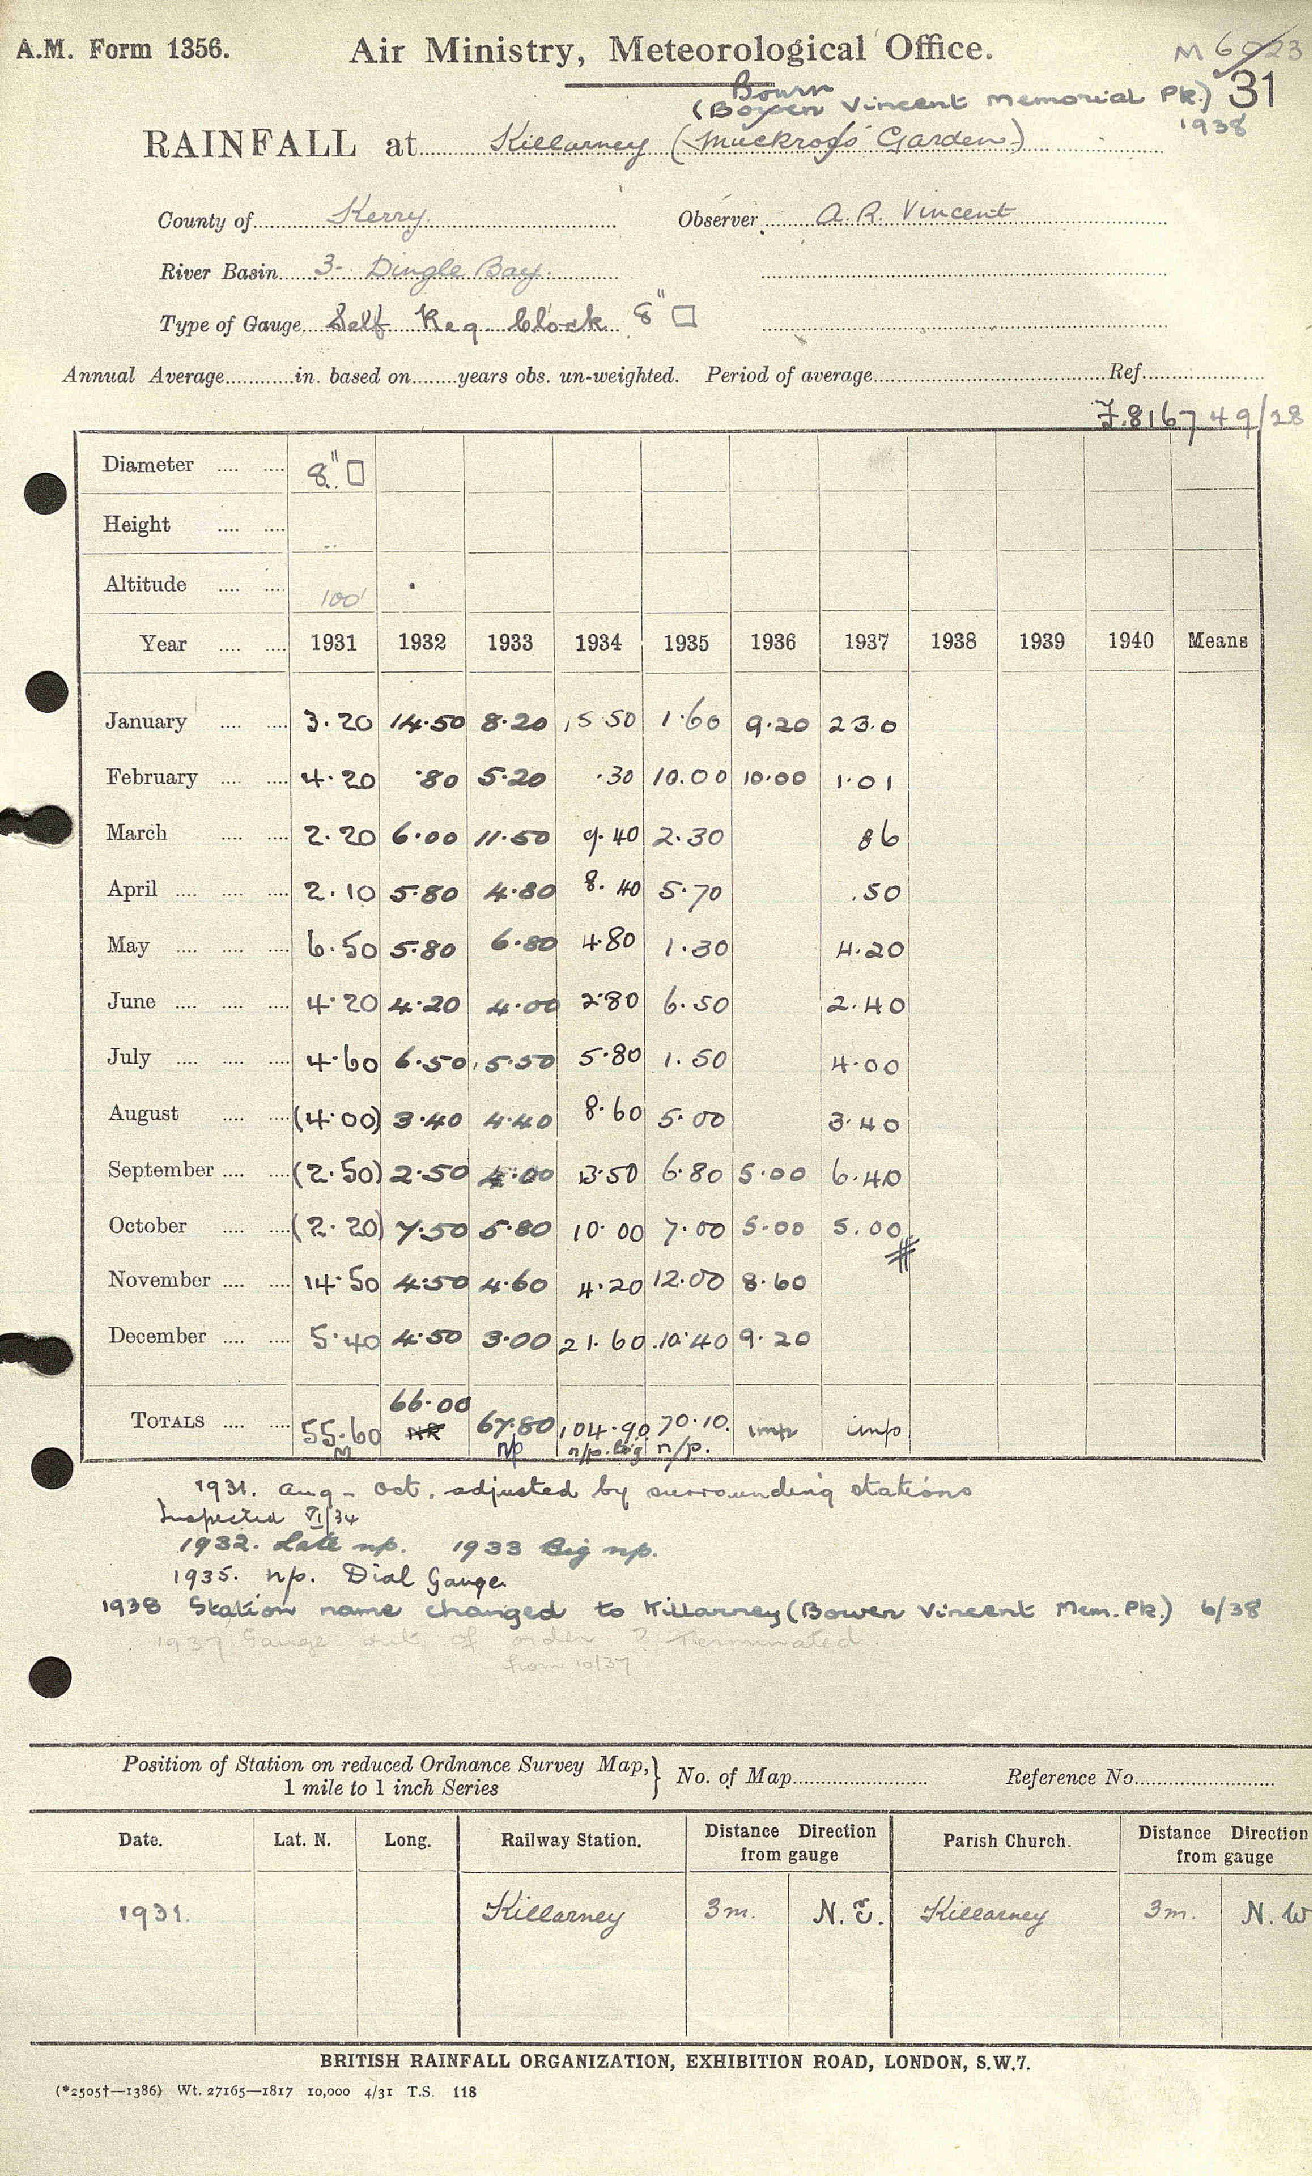 A.M. Form 1356.
Air Ministry, Meteorological Office.
M 6023
31
Bourn
(Bowen Vincent Memorial Pk.)
1938
RAINFALL at Killarney (Muckross Garden)
County of Kerry. Observer A. R. Vincent
River Basin 3- Dingle Bay.
Type of Gauge Self Reg. Clock 8" □
Annual Average in. based on years obs. un-weighted. Period of average Ref.
49/28
Diameter 8" □
Height
Altitude 100'
Year 1931 1932 1933 1934 1935 1936 1937 1938 1939 1940 Means
January 3.20 14.50 8.20 15.50 1.60 9.20 23.0
February 4.20 .80 5.20 .30 10.00 10.00 1.01
March 2.20 6.00 11.50 9.40 2.30 86
April 2.10 5.80 4.80 8.40 5.70 .50
May 6.50 5.80 6.80 4.80 1.30 4.20
June 4.20 4.20 4.00 2.80 6.50 2.40
July 4.60 6.50 5.50 5.80 1.50 4.00
August (4.00) 3.40 4.40 8.60 5.00 3.40
September (2.50) 2.50 4.00 13.50 6.80 5.00 6.40
October (2.20) 7.50 5.80 10.00 7.00 5.00 5.00 #
November 14.50 4.50 4.60 4.20 12.00 8.60
December 5.40 4.50 3.00 21.60 10.40 9.20
66.00
TOTALS 55.60 67.80 104.90 70.10 imp imp
M np n/p. big n/p.
1931. Aug - Oct. adjusted by surrounding stations
Inspected VI/34
1932. Late np. 1933 Big np.
1935. np. Dial Gauge
1938 Station name changed to Killarney (Bowen Vincent Mem. Pk.) 6/38
1937 Gauge out of order ? Terminated
from 10/37
Position of Station on reduced Ordnance Survey Map,} No. of Map Reference No.
1 mile to 1 inch Series
Date. Lat. N. Long. Railway Station. Distance Direction from gauge Parish Church. Distance Direction from gauge
1931. Killarney 3m. N.E. Killarney 3m. N.W
BRITISH RAINFALL ORGANIZATION, EXHIBITION ROAD, LONDON, S.W.7.
(*2505†—1386) Wt. 27165—1817 10,000 4/31 T.S. 118